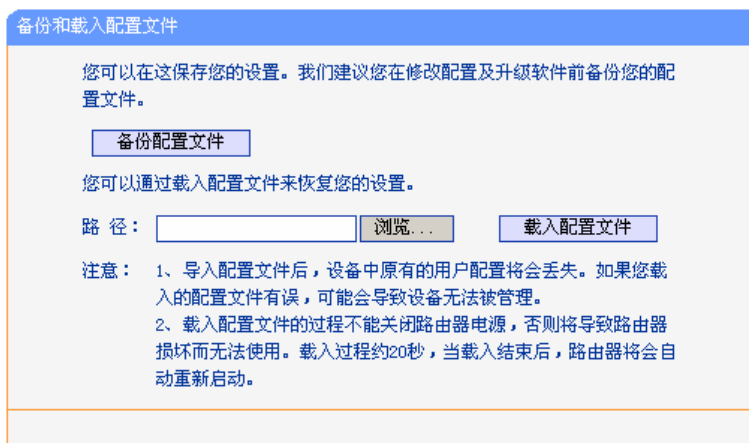 备份和载入配置文件
您可以在这保存您的设置。我们建议您在修改配置及升级软件前备份您的配
置文件。
备份配置文件
您可以通过载入配置文件来恢复您的设置。
路 径： 浏览... 载入配置文件
注意： 1、导入配置文件后，设备中原有的用户配置将会丢失。如果您载
入的配置文件有误，可能会导致设备无法被管理。
2、载入配置文件的过程不能关闭路由器电源，否则将导致路由器
损坏而无法使用。载入过程约20秒，当载入结束后，路由器将会自
动重新启动。